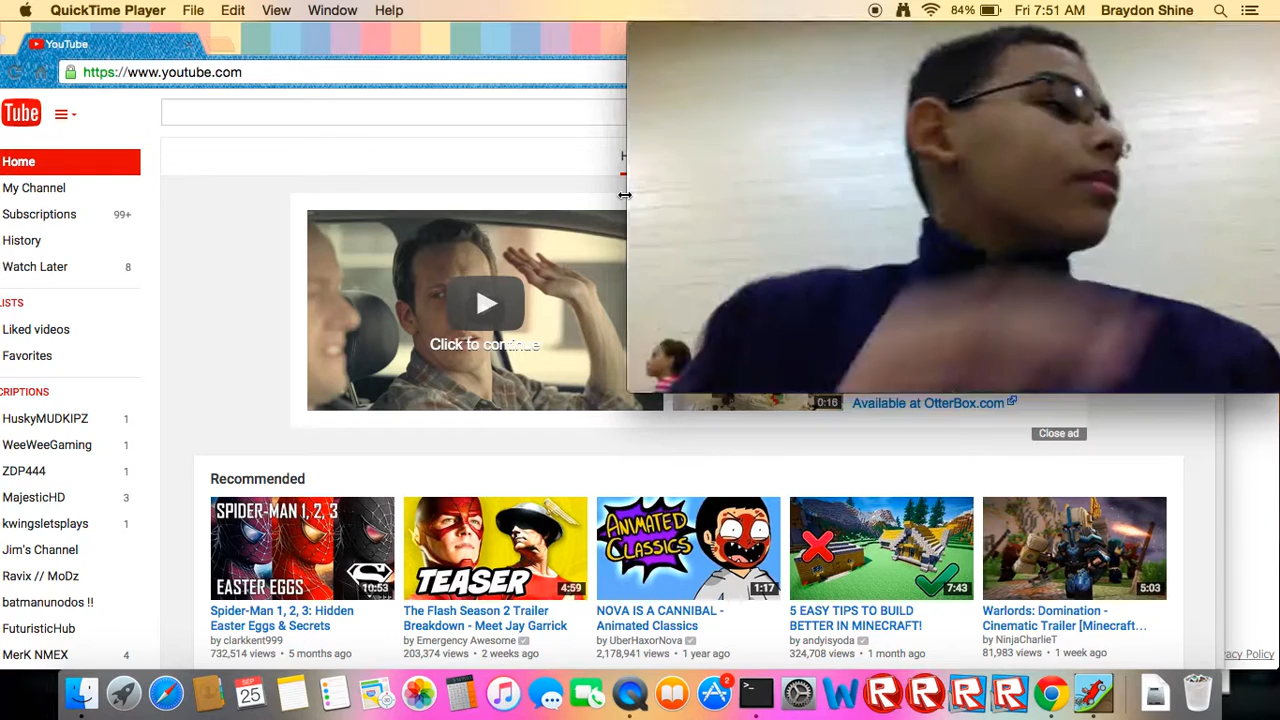 QuickTime Player File Edit View Window Help 84% Fri 7:51 AM Braydon Shine
YouTube
https://www.youtube.com
Tube
Home
My Channel
Subscriptions 99+
History
Watch Later 8
LISTS
Liked videos
Favorites
CRIPTIONS
HuskyMUDKIPZ 1
WeeWeeGaming 1
ZDP444 1
MajesticHD 3
kwingsletsplays 1
Jim's Channel
Ravix // MoDz
batmanunodos !!
FuturisticHub
MerK NMEX 4
H
Click to continue
0:16
Available at OtterBox.com
Close ad
Recommended
SPIDER-MAN 1, 2, 3
EASTER EGGS
10:53
Spider-Man 1, 2, 3: Hidden
Easter Eggs & Secrets
by clarkkent999
732,514 views • 5 months ago
TEASER
4:59
The Flash Season 2 Trailer
Breakdown - Meet Jay Garrick
by Emergency Awesome
203,374 views • 2 weeks ago
ANIMATED
CLASSICS
1:17
NOVA IS A CANNIBAL -
Animated Classics
by UberHaxorNova
2,178,941 views • 1 year ago
7:43
5 EASY TIPS TO BUILD
BETTER IN MINECRAFT!
by andyisyoda
324,708 views • 1 month ago
5:03
Warlords: Domination -
Cinematic Trailer [Minecraft...
by NinjaCharlieT
81,983 views • 1 week ago
vacy Policy
SEP
25
2